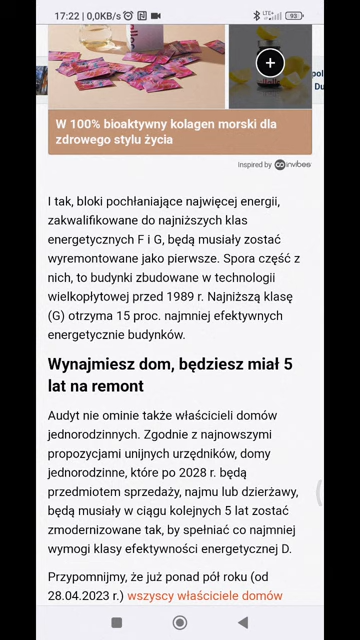 17:22 | 0,0KB/s
LTE+
93
pol
Du
W 100% bioaktywny kolagen morski dla
zdrowego stylu życia
Inspired by invibes
I tak, bloki pochłaniające najwięcej energii,
zakwalifikowane do najniższych klas
energetycznych F i G, będą musiały zostać
wyremontowane jako pierwsze. Spora część z
nich, to budynki zbudowane w technologii
wielkopłytowej przed 1989 r. Najniższą klasę
(G) otrzyma 15 proc. najmniej efektywnych
energetycznie budynków.
Wynajmiesz dom, będziesz miał 5
lat na remont
Audyt nie ominie także właścicieli domów
jednorodzinnych. Zgodnie z najnowszymi
propozycjami unijnych urzędników, domy
jednorodzinne, które po 2028 r. będą
przedmiotem sprzedaży, najmu lub dzierżawy,
będą musiały w ciągu kolejnych 5 lat zostać
zmodernizowane tak, by spełniać co najmniej
wymogi klasy efektywności energetycznej D.
Przypomnijmy, że już ponad pół roku (od
28.04.2023 r.) wszyscy właściciele domów